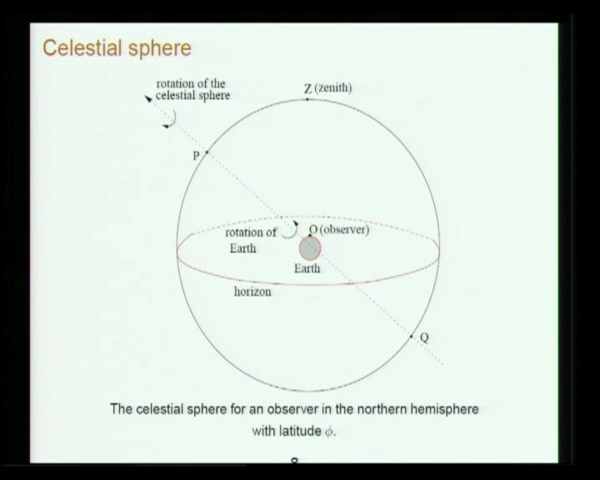 Celestial sphere
rotation of the
celestial sphere
Z (zenith)
P
rotation of
Earth
O (observer)
Earth
horizon
Q
The celestial sphere for an observer in the northern hemisphere
with latitude ϕ.